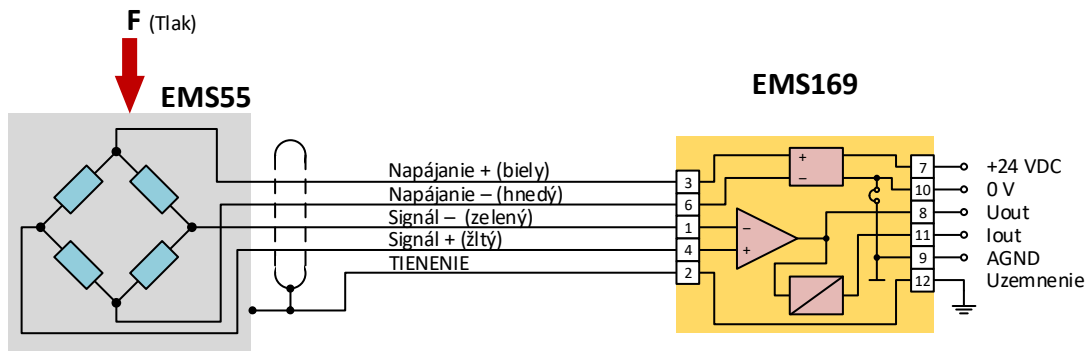 F (Tlak)
EMS55
EMS169
Napájanie + (biely)
Napájanie – (hnedý)
Signál – (zelený)
Signál + (žltý)
TIENENIE
3
6
1
4
2
+
–
–
+
7
10
8
11
9
12
+24 VDC
0 V
Uout
Iout
AGND
Uzemnenie